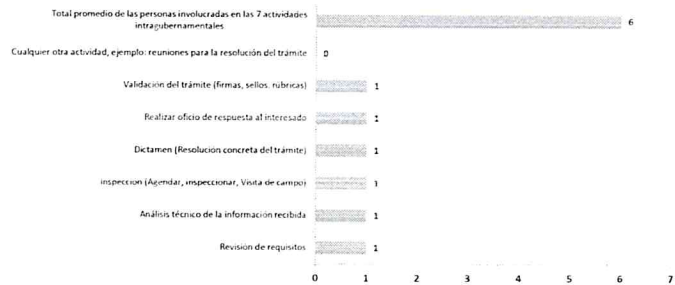 Total promedio de las personas involucradas en las 7 actividades
intragubernamentales
6
Cualquier otra actividad, ejemplo: reuniones para la resolución del trámite
0
Validación del trámite (firmas, sellos, rúbricas)
1
Realizar oficio de respuesta al interesado
1
Dictamen (Resolución concreta del trámite)
1
Inspección (Agendar, inspeccionar, Visita de campo)
1
Análisis técnico de la información recibida
1
Revisión de requisitos
1
0 1 2 3 4 5 6 7